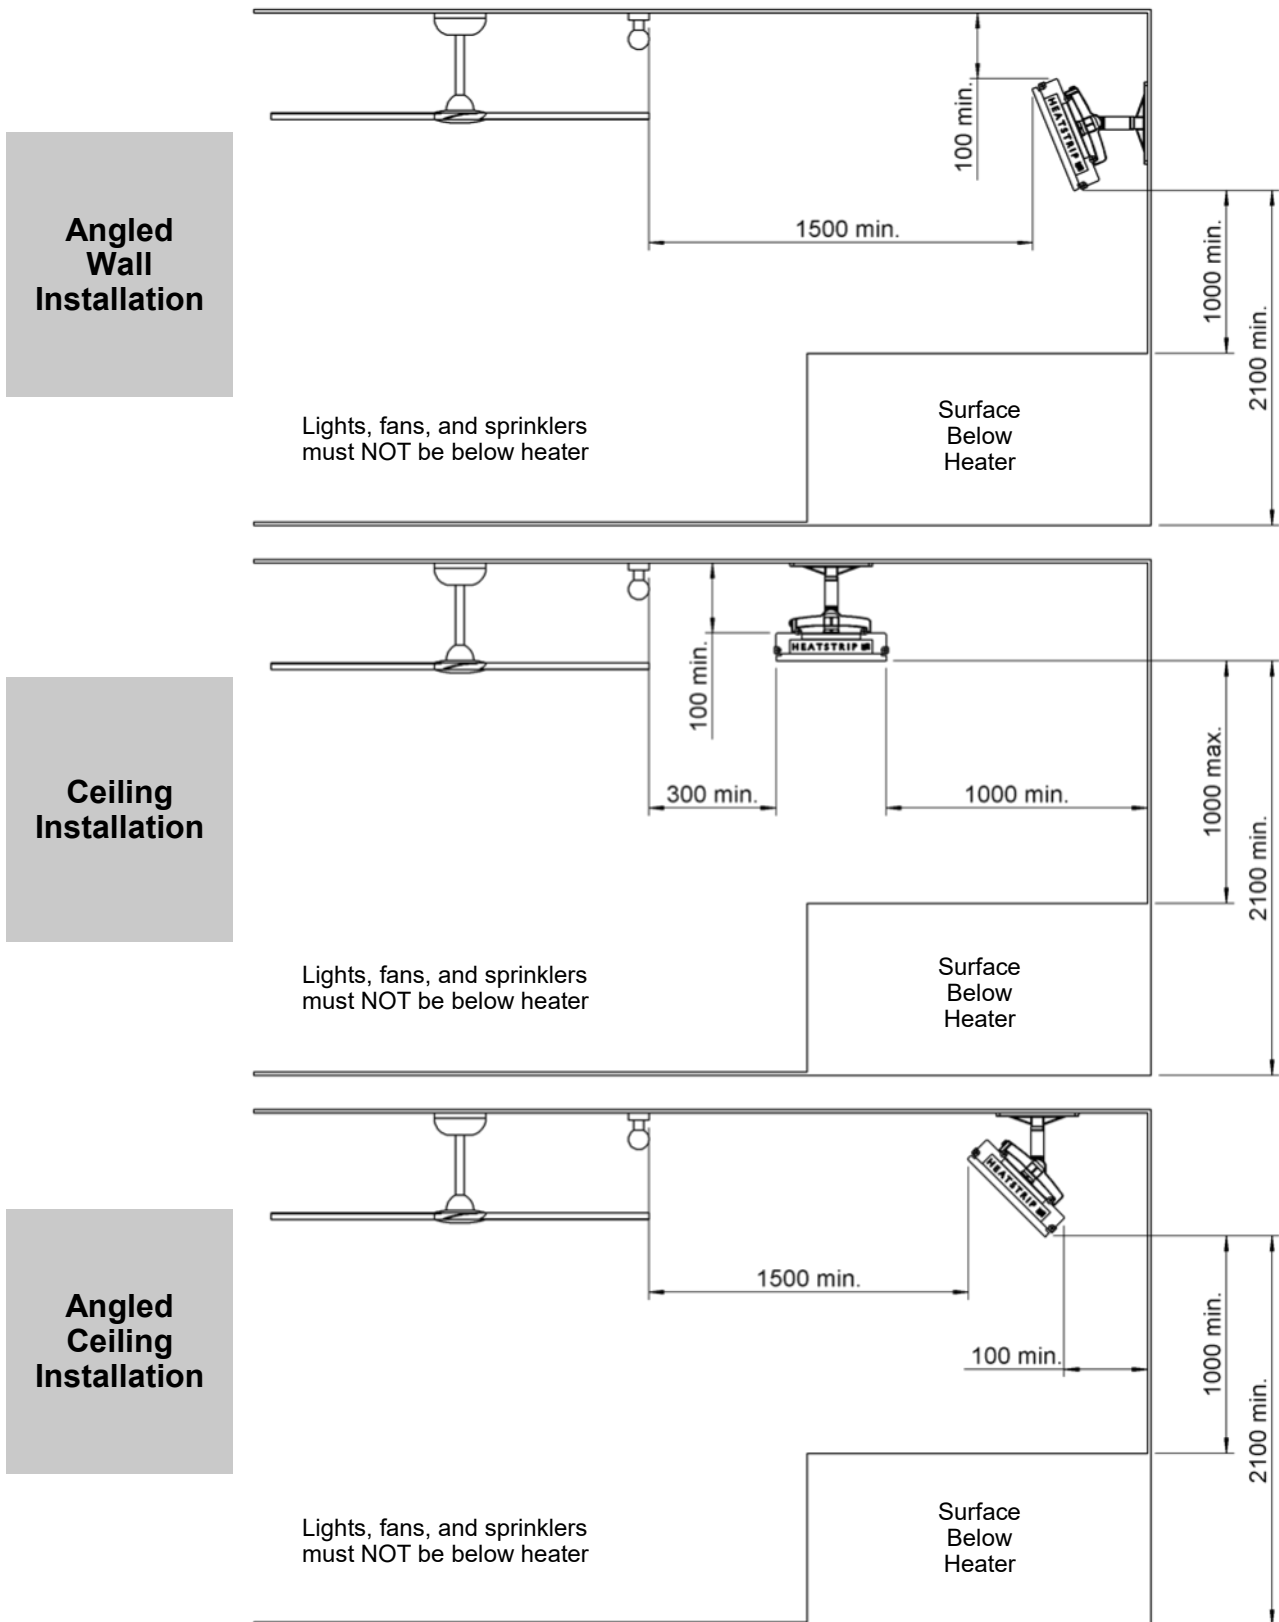 Angled
Wall
Installation
100 min.
HEATSTRIP
1500 min.
1000 min.
2100 min.
Lights, fans, and sprinklers
must NOT be below heater
Surface
Below
Heater
Ceiling
Installation
100 min.
HEATSTRIP
300 min.
1000 min.
1000 max.
2100 min.
Lights, fans, and sprinklers
must NOT be below heater
Surface
Below
Heater
Angled
Ceiling
Installation
HEATSTRIP
1500 min.
100 min.
1000 min.
2100 min.
Lights, fans, and sprinklers
must NOT be below heater
Surface
Below
Heater